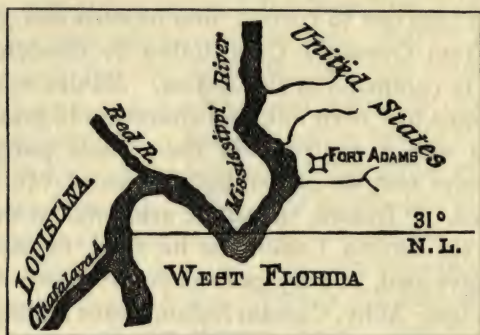 United States
Mississippi River
Red R.
FORT ADAMS
LOUISIANA
31°
N. L.
Chafalaya R.
WEST FLORIDA